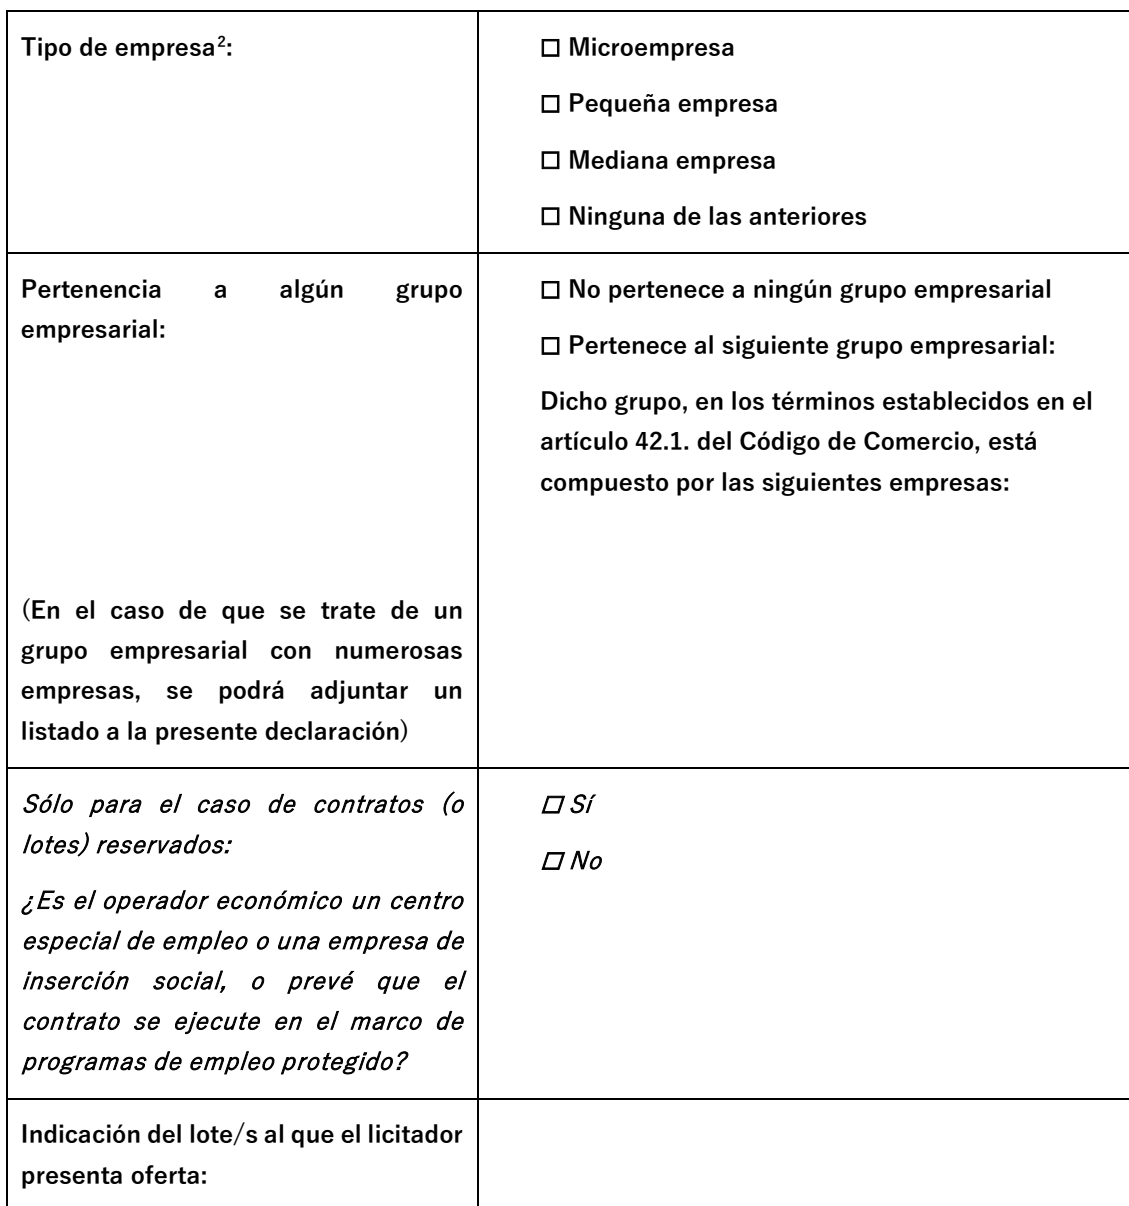 Tipo de empresa²:
☐ Microempresa
☐ Pequeña empresa
☐ Mediana empresa
☐ Ninguna de las anteriores
Pertenencia a algún grupo
empresarial:
(En el caso de que se trate de un
grupo empresarial con numerosas
empresas, se podrá adjuntar un
listado a la presente declaración)
☐ No pertenece a ningún grupo empresarial
☐ Pertenece al siguiente grupo empresarial:
Dicho grupo, en los términos establecidos en el
artículo 42.1. del Código de Comercio, está
compuesto por las siguientes empresas:
Sólo para el caso de contratos (o
lotes) reservados:
¿Es el operador económico un centro
especial de empleo o una empresa de
inserción social, o prevé que el
contrato se ejecute en el marco de
programas de empleo protegido?
☐ Sí
☐ No
Indicación del lote/s al que el licitador
presenta oferta: